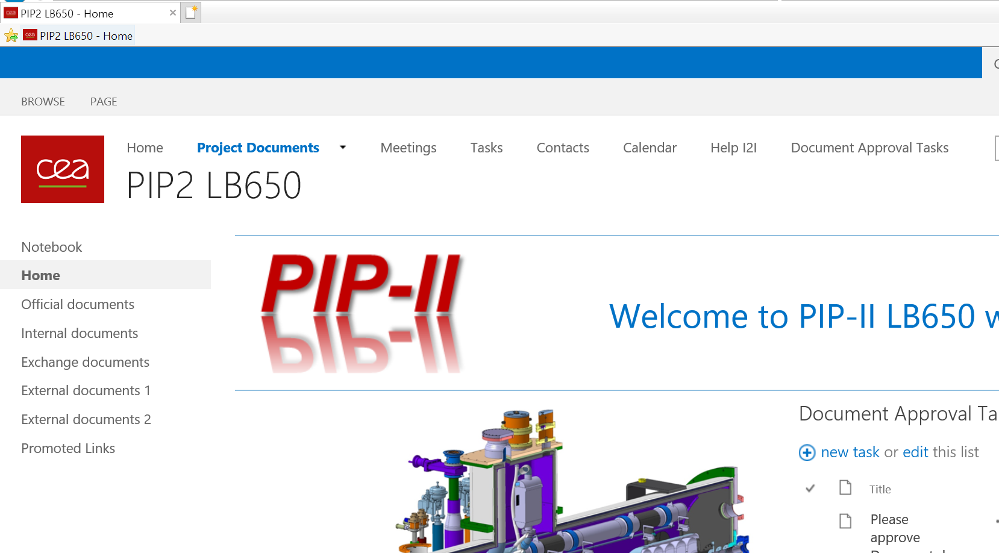 PIP2 LB650 - Home
cea PIP2 LB650 - Home
BROWSE PAGE
Home Project Documents Meetings Tasks Contacts Calendar Help I2I Document Approval Tasks
cea
PIP2 LB650
Notebook
Home
Official documents
Internal documents
Exchange documents
External documents 1
External documents 2
Promoted Links
PIP-II
Welcome to PIP-II LB650
Document Approval
new task or edit this list
Title
Please
approve